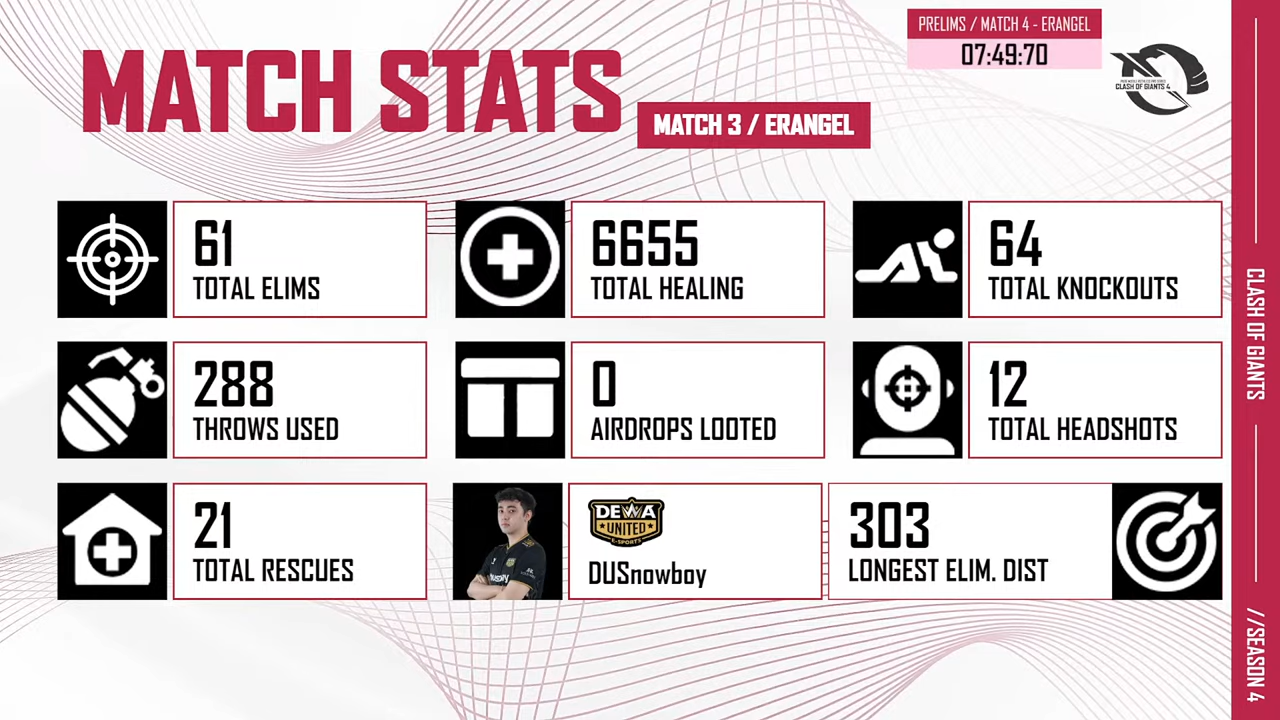 PRELIMS / MATCH 4 - ERANGEL
07:49:70
MATCH STATS
MATCH 3 / ERANGEL
CLASH OF GIANTS 4
61
TOTAL ELIMS
6655
TOTAL HEALING
64
TOTAL KNOCKOUTS
288
THROWS USED
0
AIRDROPS LOOTED
12
TOTAL HEADSHOTS
21
TOTAL RESCUES
DEWA
UNITED
E-SPORTS
DUSnowboy
303
LONGEST ELIM. DIST
CLASH OF GIANTS
//SEASON 4